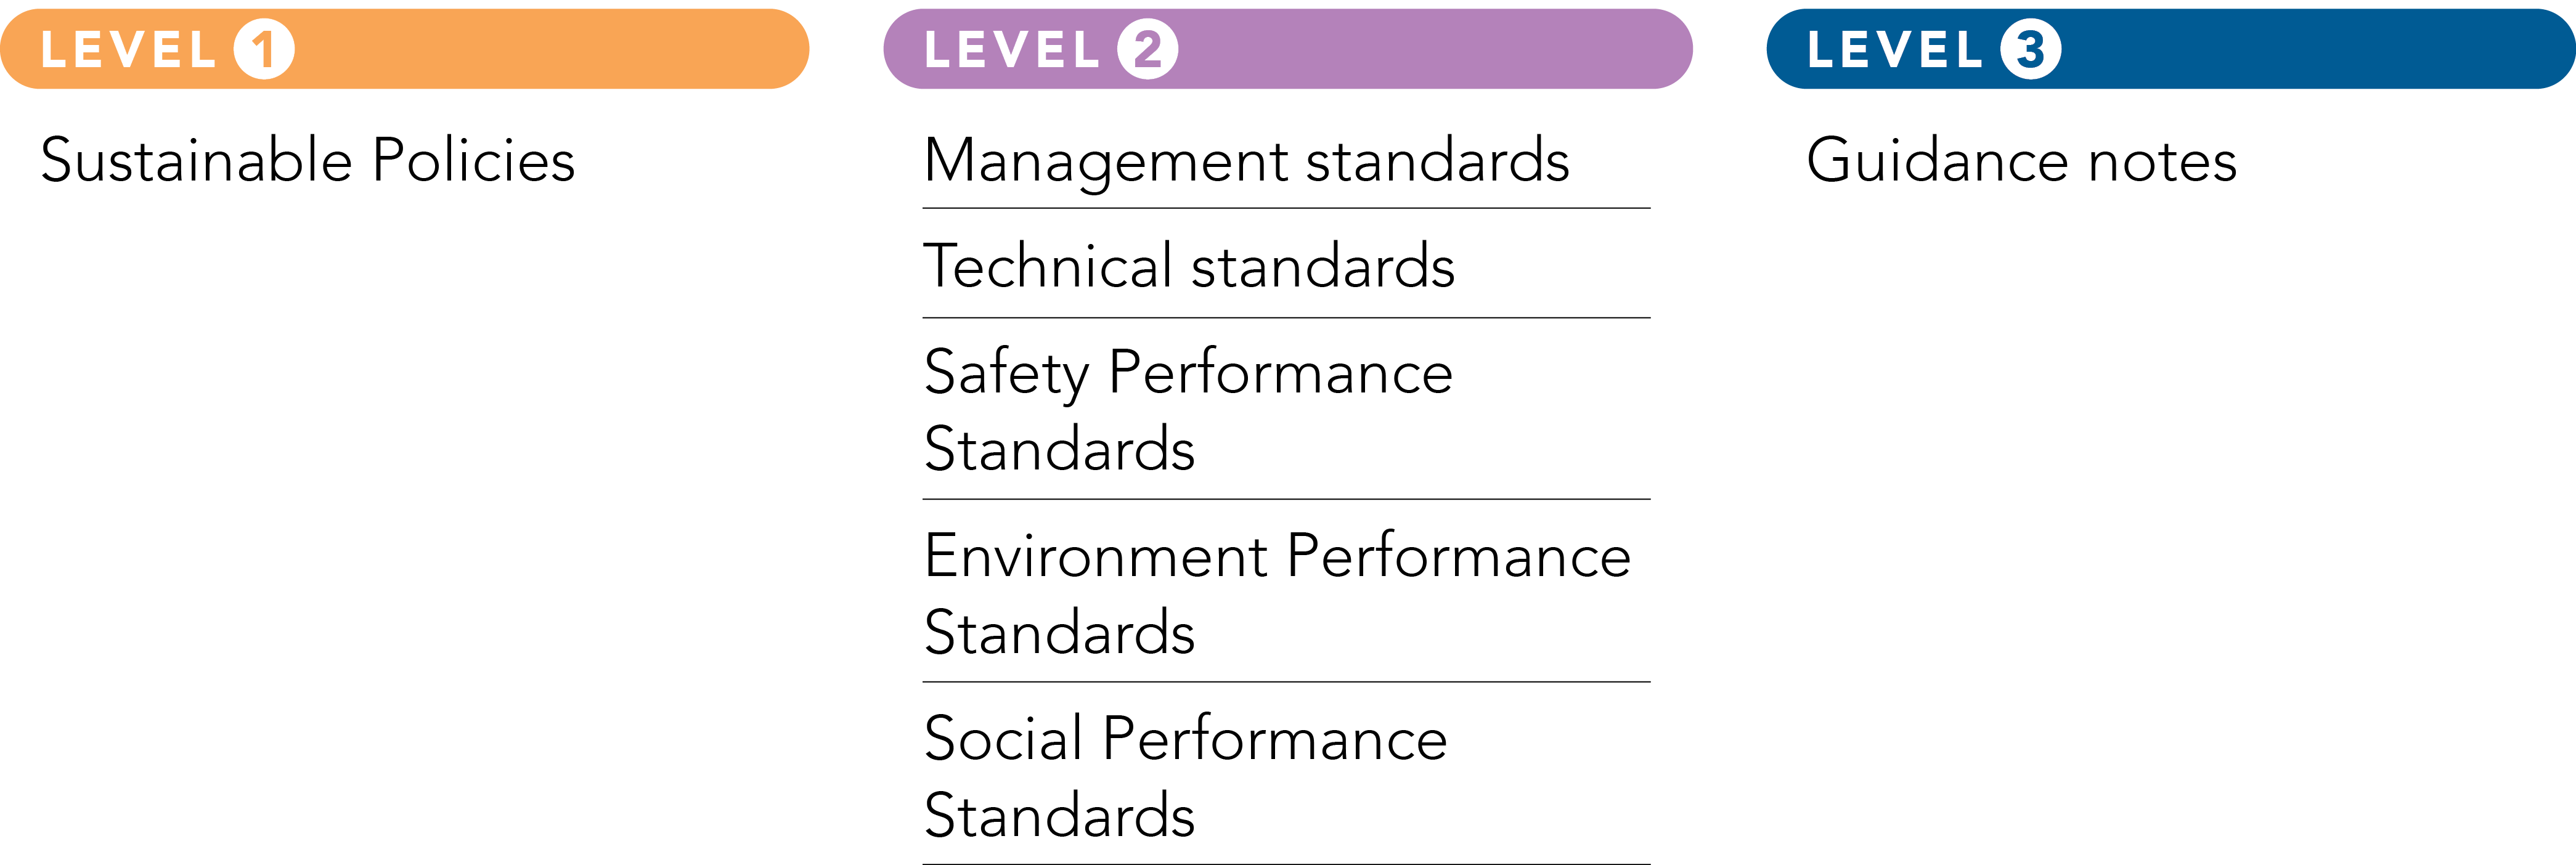 LEVEL 1
Sustainable Policies
LEVEL 2
Management standards
Technical standards
Safety Performance
Standards
Environment Performance
Standards
Social Performance
Standards
LEVEL 3
Guidance notes